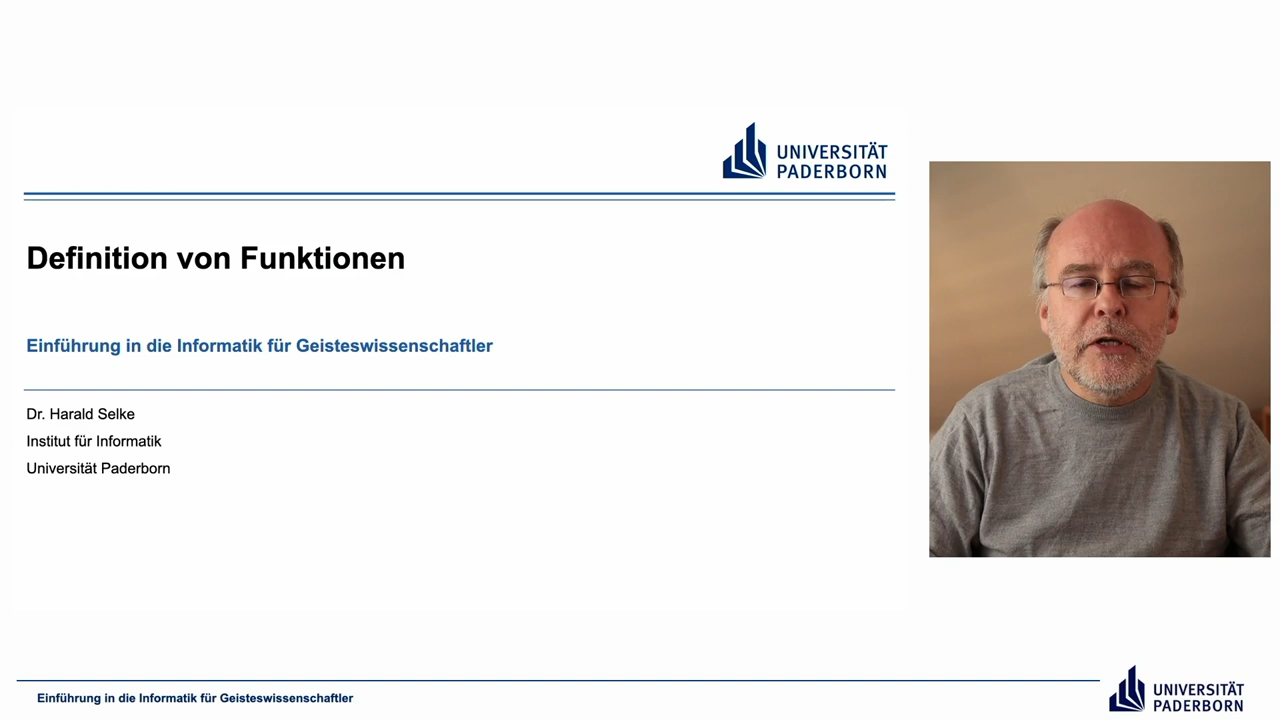 UNIVERSITÄT
PADERBORN
Definition von Funktionen
Einführung in die Informatik für Geisteswissenschaftler
Dr. Harald Selke
Institut für Informatik
Universität Paderborn
Einführung in die Informatik für Geisteswissenschaftler
UNIVERSITÄT
PADERBORN